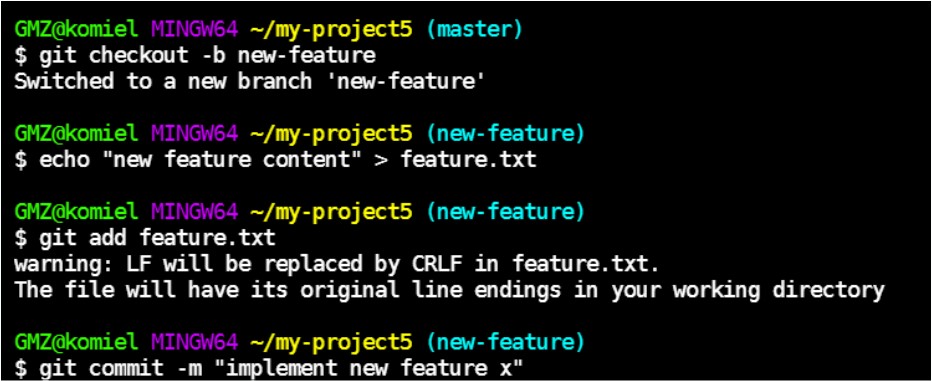 GMZ@komiel MINGW64 ~/my-project5 (master)
$ git checkout -b new-feature
Switched to a new branch 'new-feature'
GMZ@komiel MINGW64 ~/my-project5 (new-feature)
$ echo "new feature content" > feature.txt
GMZ@komiel MINGW64 ~/my-project5 (new-feature)
$ git add feature.txt
warning: LF will be replaced by CRLF in feature.txt.
The file will have its original line endings in your working directory
GMZ@komiel MINGW64 ~/my-project5 (new-feature)
$ git commit -m "implement new feature x"